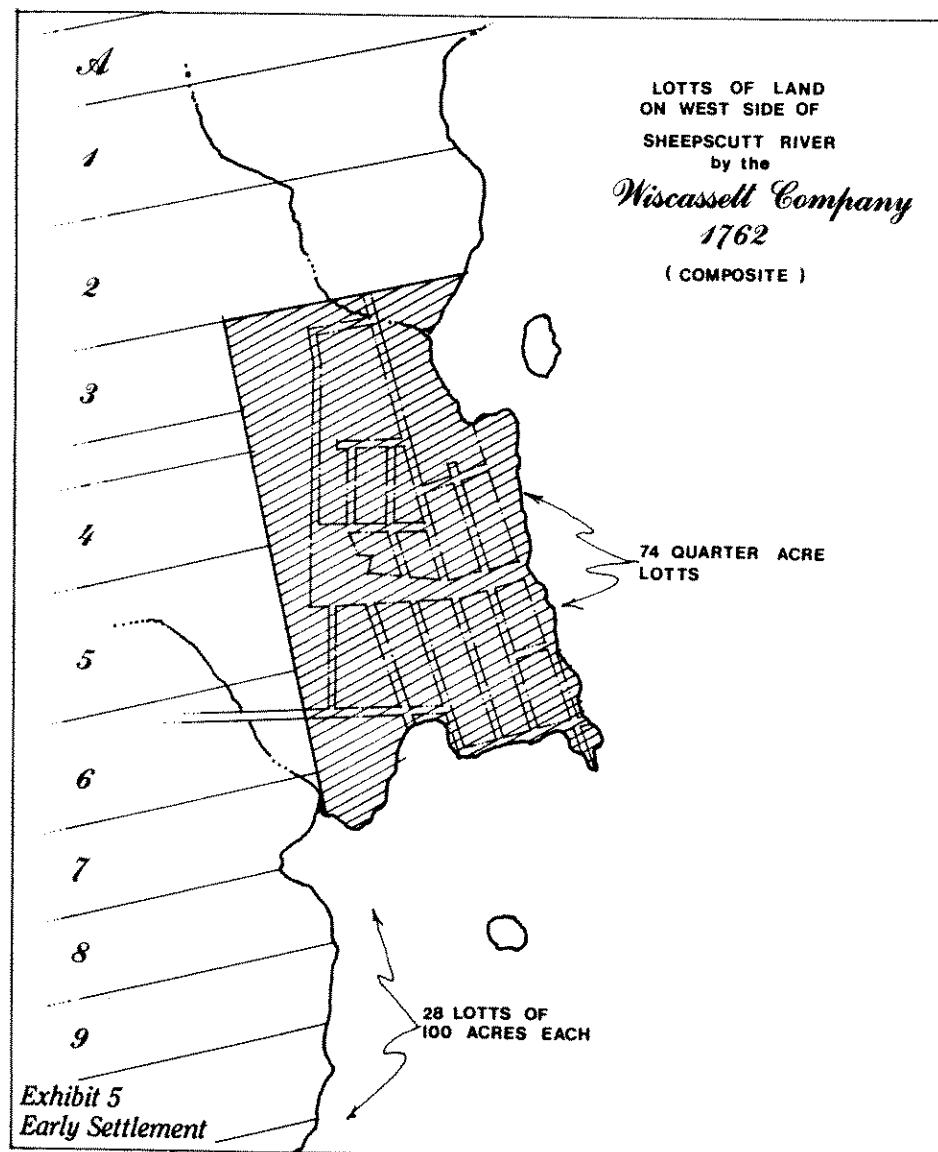 A
1
2
3
4
5
6
7
8
9
LOTTS OF LAND
ON WEST SIDE OF
SHEEPSCUTT RIVER
by the
Wiscassett Company
1762
( COMPOSITE )
74 QUARTER ACRE
LOTTS
28 LOTTS OF
100 ACRES EACH
Exhibit 5
Early Settlement